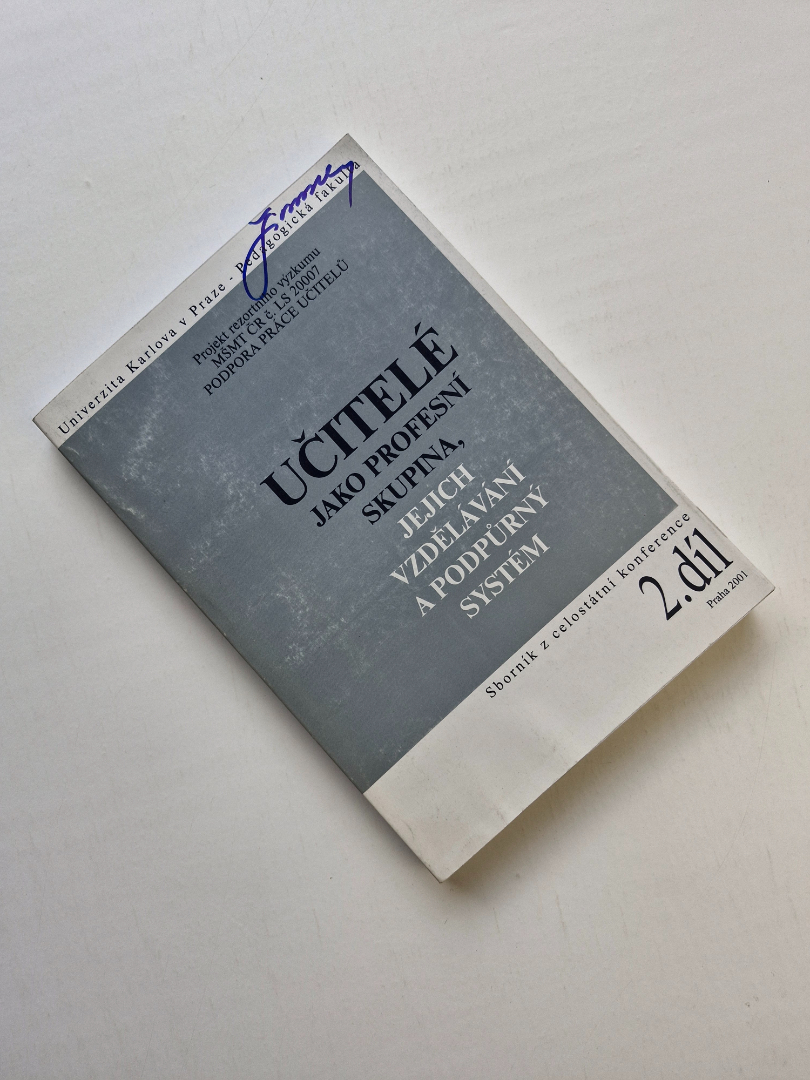 Univerzita Karlova v Praze - Pedagogická fakulta
Projekt rezortního výzkumu
MŠMT ČR č. LS 20007
PODPORA PRÁCE UČITELŮ
UČITELÉ
JAKO PROFESNÍ
SKUPINA,
JEJICH
VZDĚLÁVÁNÍ
A PODPŮRNÝ
SYSTÉM
Sborník z celostátní konference
2.díl
Praha 2001